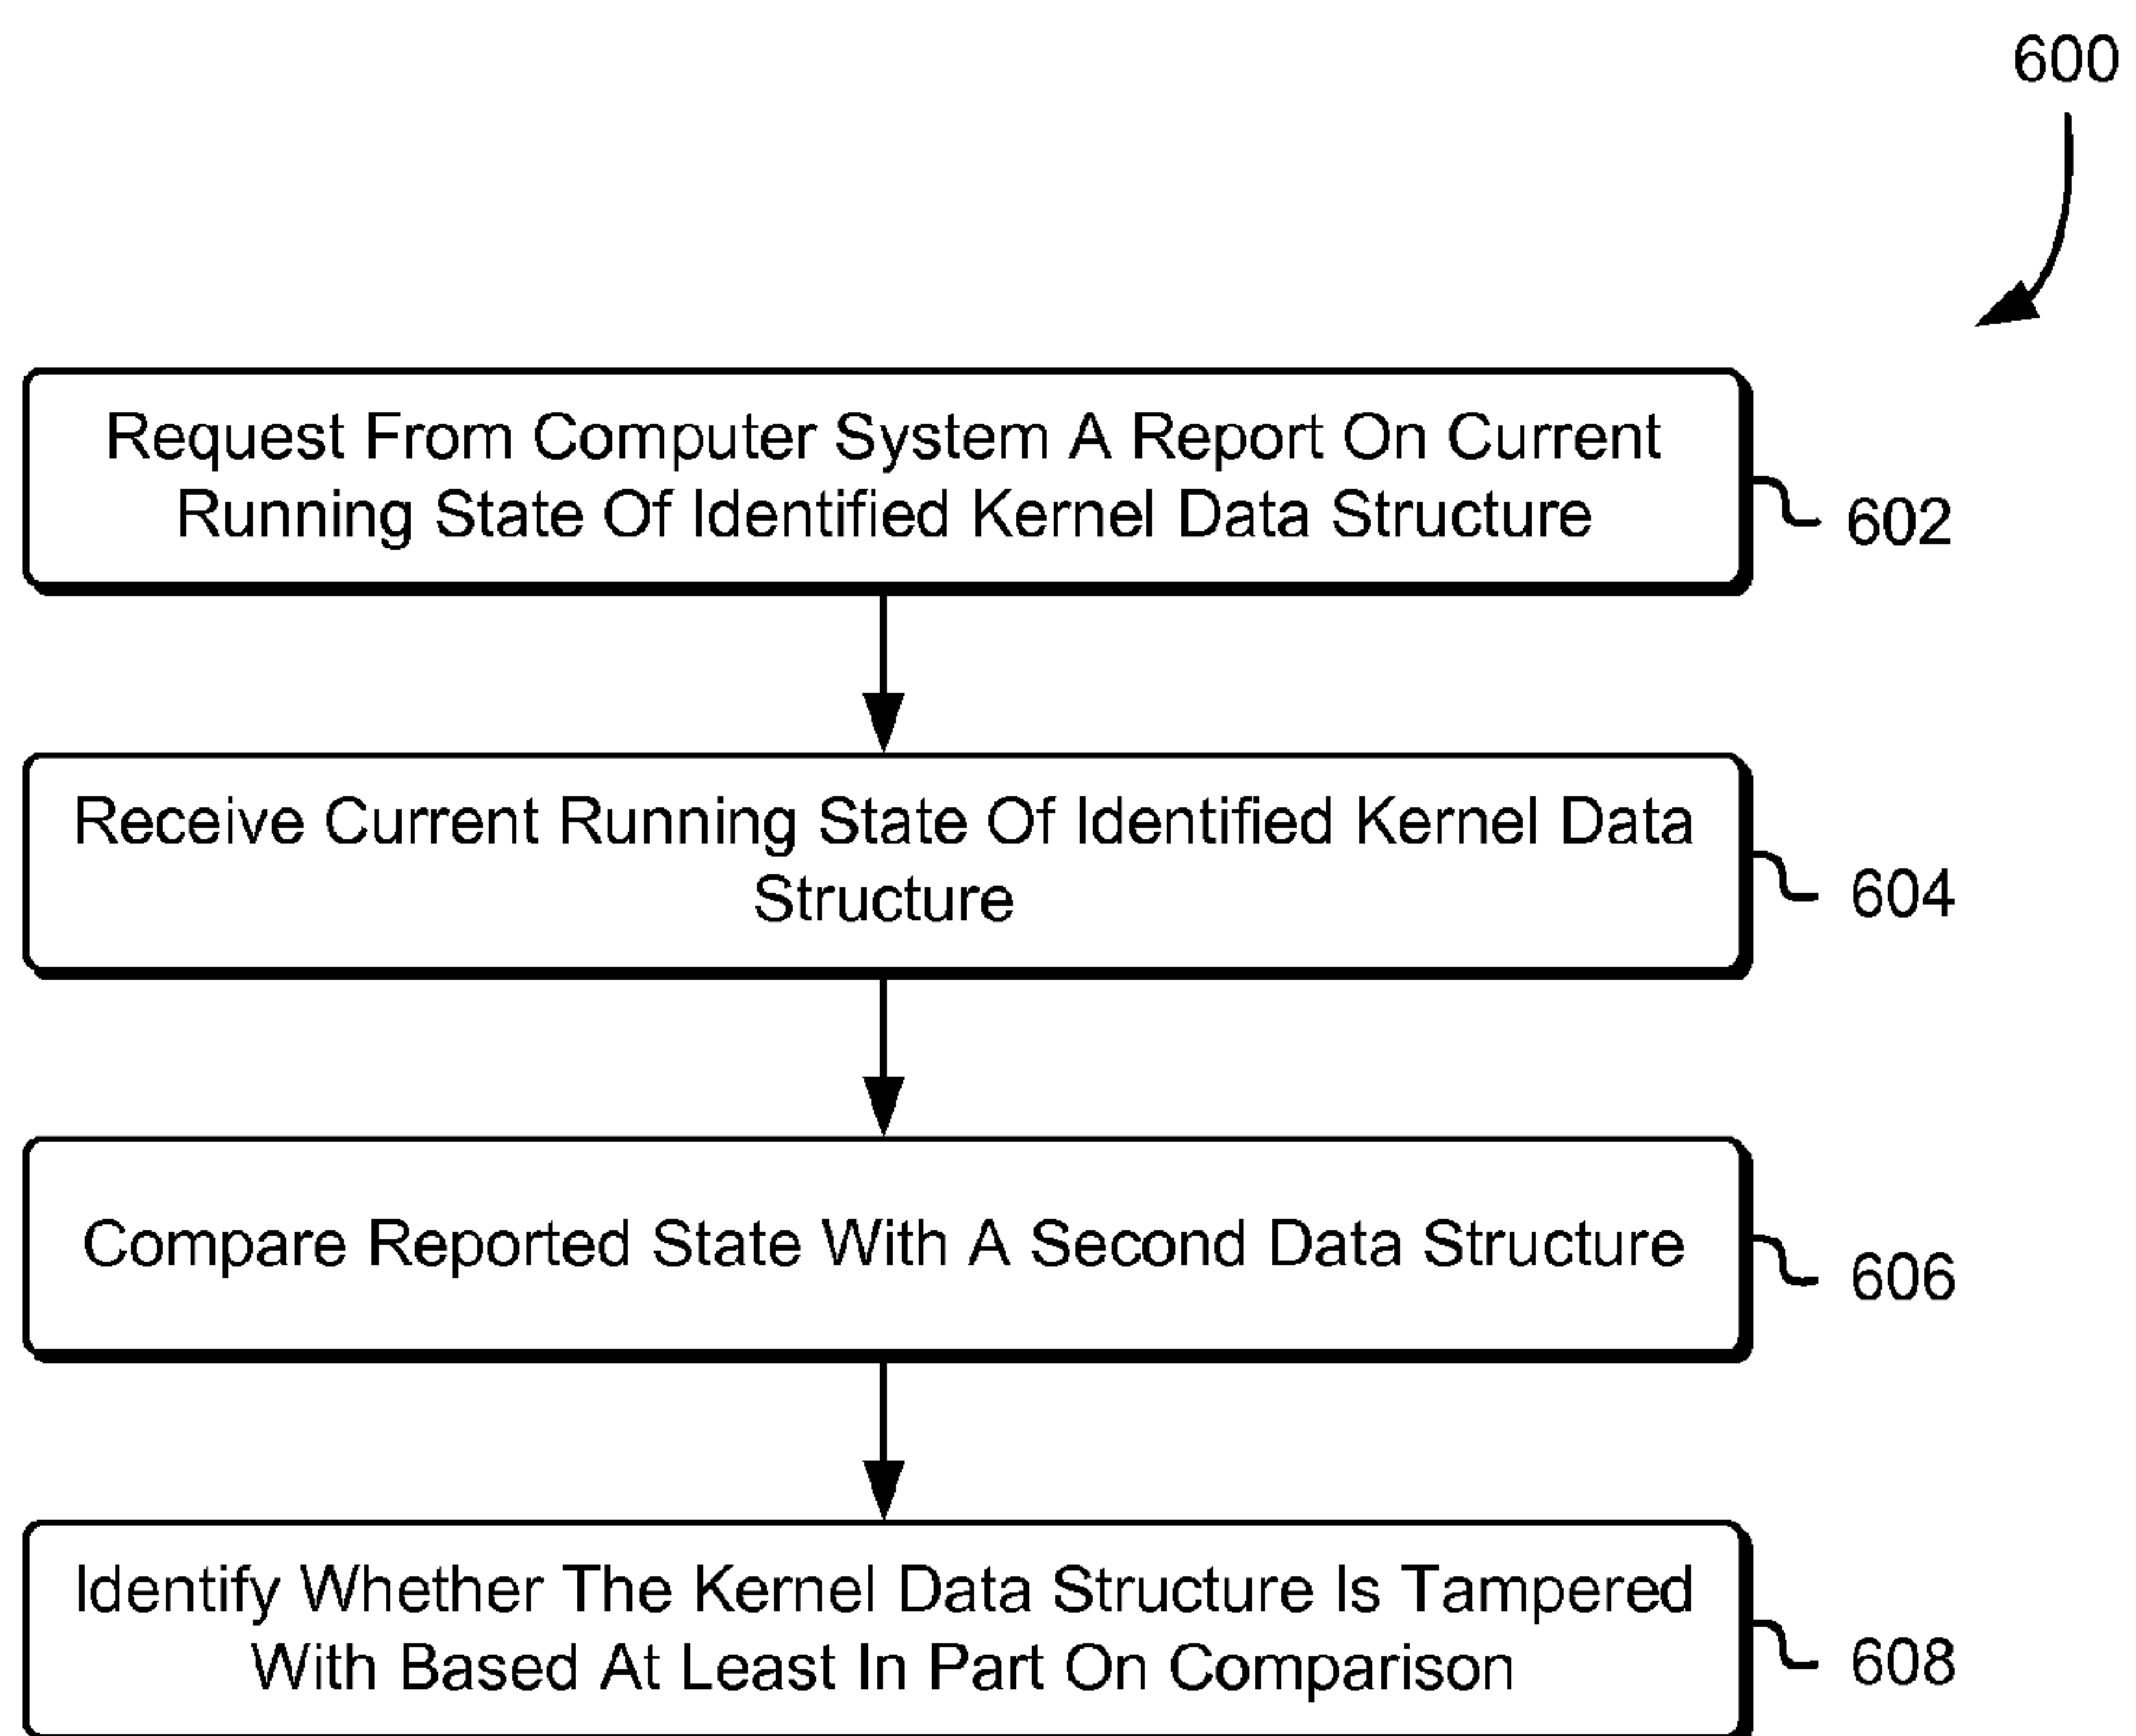 600
Request From Computer System A Report On Current
Running State Of Identified Kernel Data Structure
602
Receive Current Running State Of Identified Kernel Data
Structure
604
Compare Reported State With A Second Data Structure
606
Identify Whether The Kernel Data Structure Is Tampered
With Based At Least In Part On Comparison
608